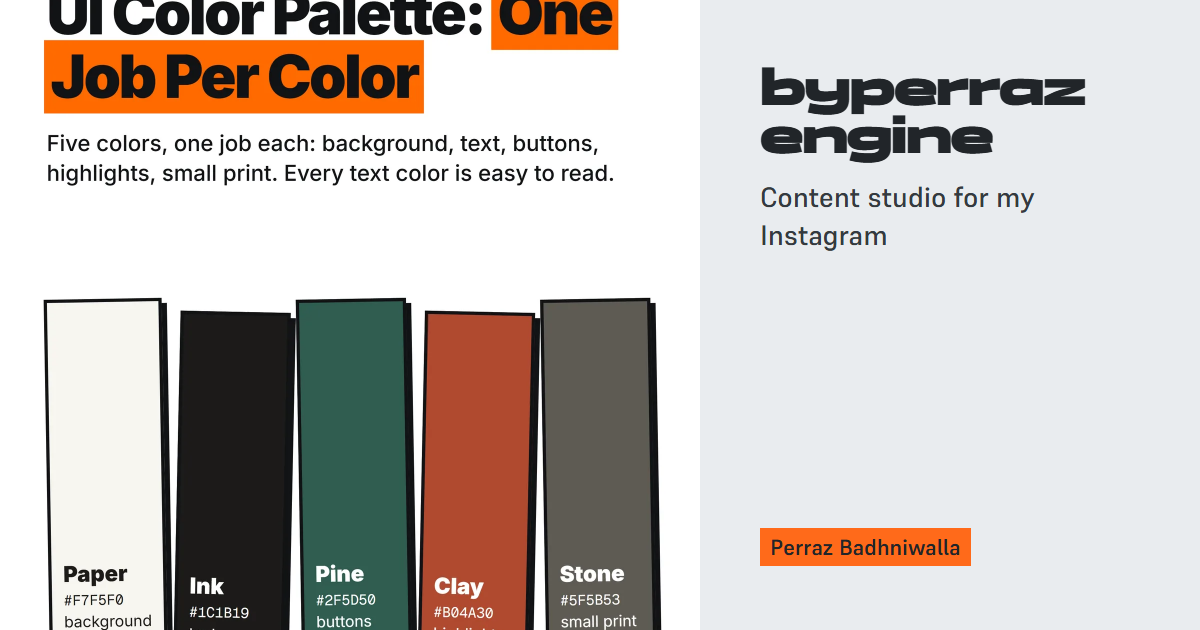 UI Color Palette: One
Job Per Color
Five colors, one job each: background, text, buttons,
highlights, small print. Every text color is easy to read.
Paper
#F7F5F0
background
Ink
#1C1B19
Pine
#2F5D50
buttons
Clay
#B04A30
Stone
#5F5B53
small print
byperraz
engine
Content studio for my
Instagram
Perraz Badhniwalla